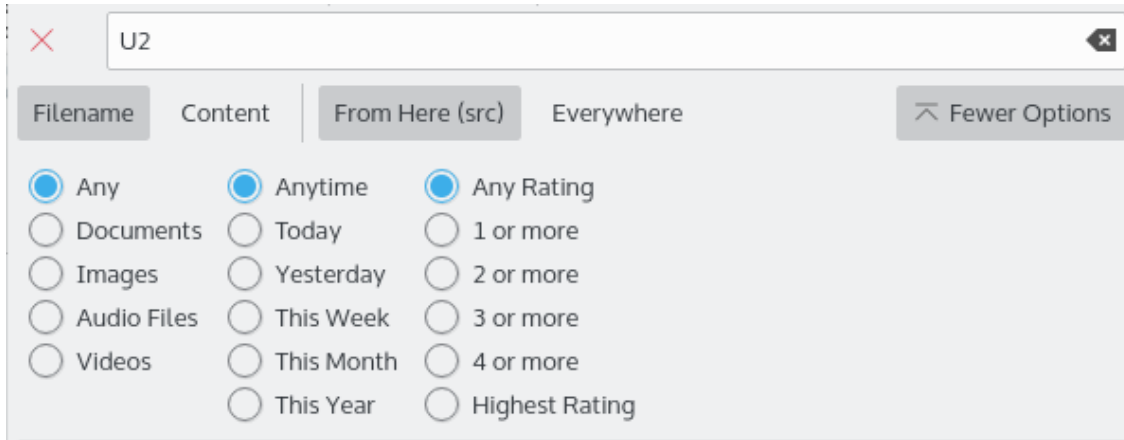 U2
Filename Content From Here (src) Everywhere Fewer Options
Any Anytime Any Rating
Documents Today 1 or more
Images Yesterday 2 or more
Audio Files This Week 3 or more
Videos This Month 4 or more
This Year Highest Rating